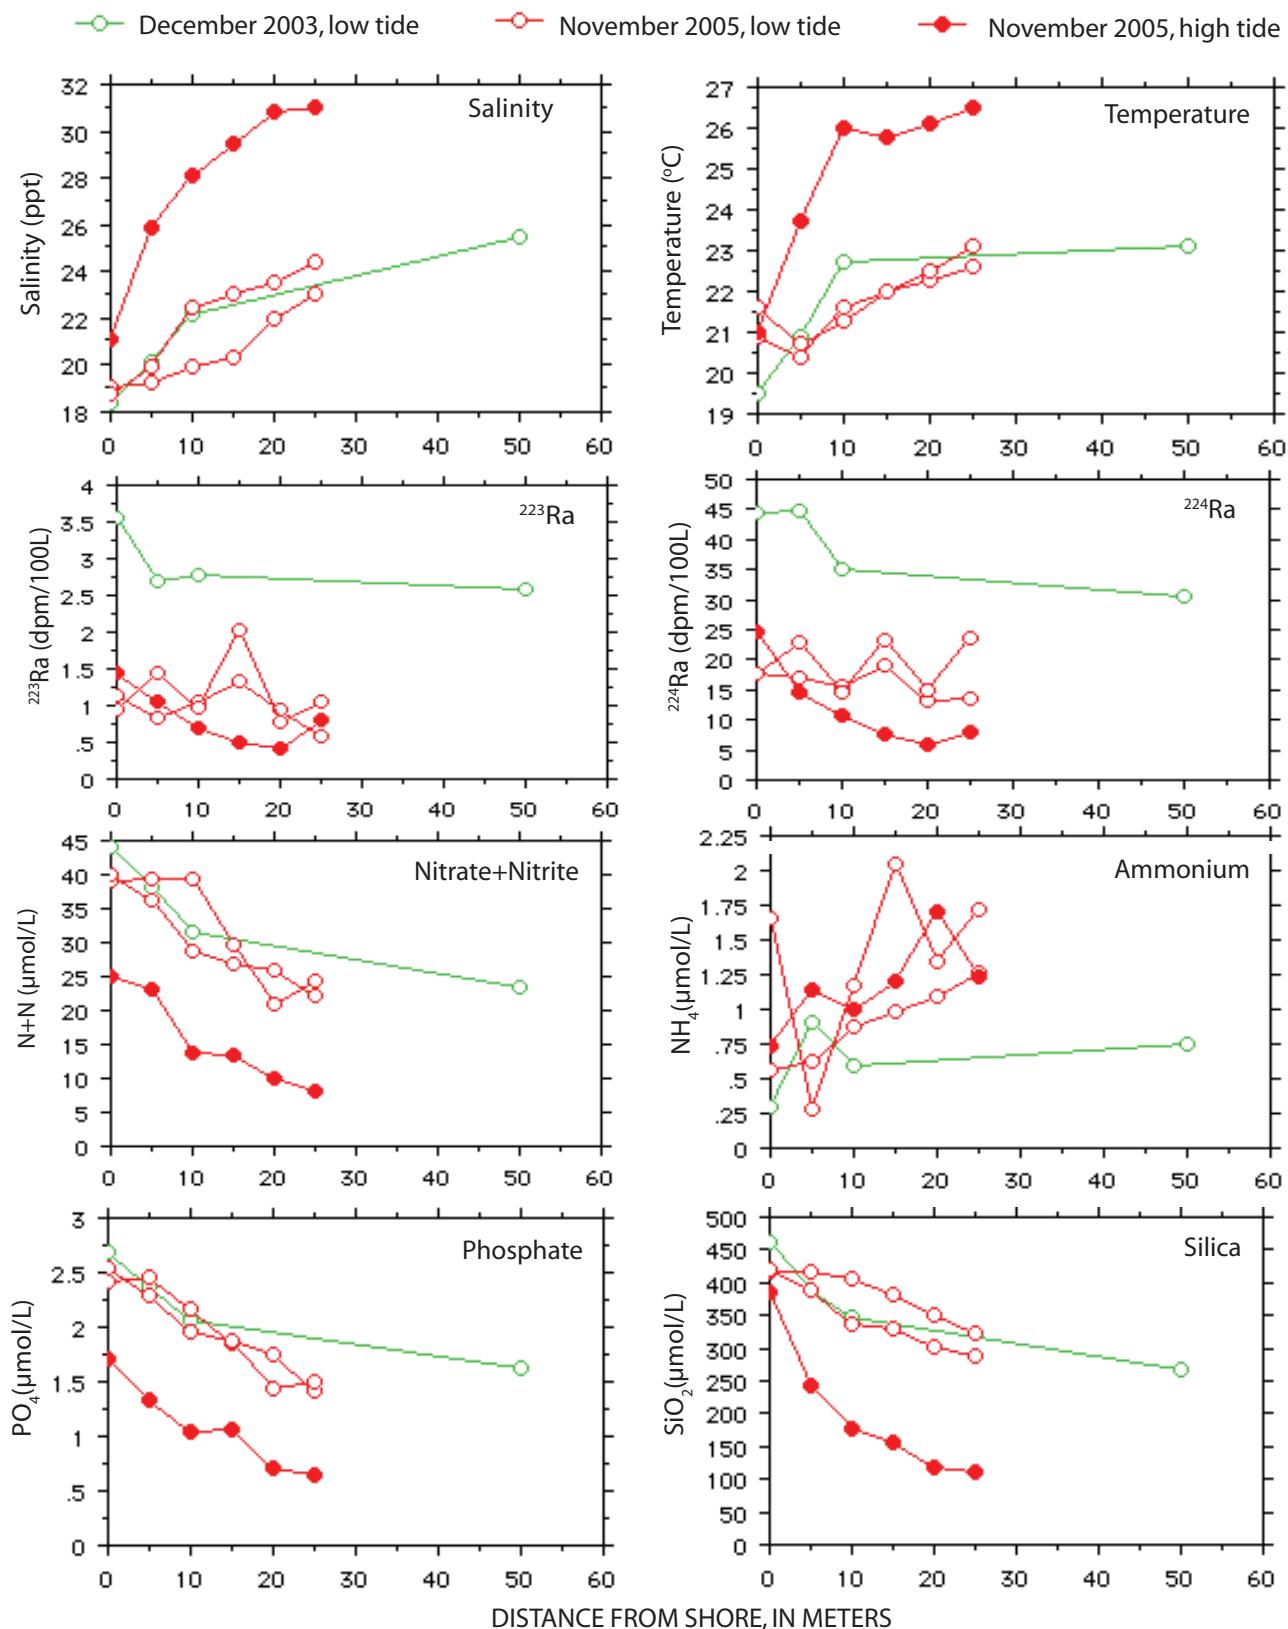 December 2003, low tide
November 2005, low tide
November 2005, high tide
Salinity
Salinity (ppt)
32
30
28
26
24
22
20
18
0 10 20 30 40 50 60
Temperature
Temperature (°C)
27
26
25
24
23
22
21
20
19
0 10 20 30 40 50 60
²²³Ra
²²³Ra (dpm/100L)
4
3.5
3
2.5
2
1.5
1
.5
0
0 10 20 30 40 50 60
²²⁴Ra
²²⁴Ra (dpm/100L)
50
45
40
35
30
25
20
15
10
5
0
0 10 20 30 40 50 60
Nitrate+Nitrite
N+N (µmol/L)
45
40
35
30
25
20
15
10
5
0
0 10 20 30 40 50 60
Ammonium
NH₄(µmol/L)
2.25
2
1.75
1.5
1.25
1
.75
.5
.25
0
0 10 20 30 40 50 60
Phosphate
PO₄(µmol/L)
3
2.5
2
1.5
1
.5
0
0 10 20 30 40 50 60
Silica
SiO₂(µmol/L)
500
450
400
350
300
250
200
150
100
50
0
0 10 20 30 40 50 60
DISTANCE FROM SHORE, IN METERS